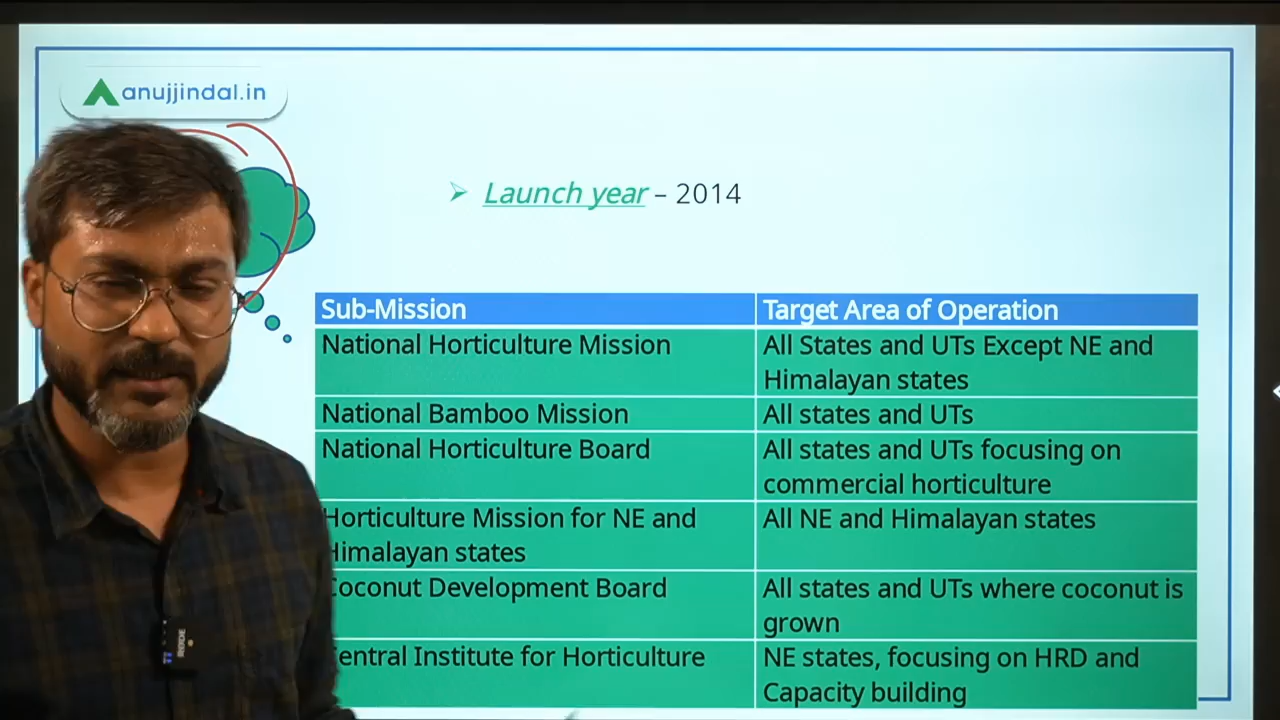 anujjindal.in
Launch year – 2014
Sub-Mission
Target Area of Operation
National Horticulture Mission
All States and UTs Except NE and
Himalayan states
National Bamboo Mission
All states and UTs
National Horticulture Board
All states and UTs focusing on
commercial horticulture
Horticulture Mission for NE and
Himalayan states
All NE and Himalayan states
Coconut Development Board
All states and UTs where coconut is
grown
Central Institute for Horticulture
NE states, focusing on HRD and
Capacity building
RODE